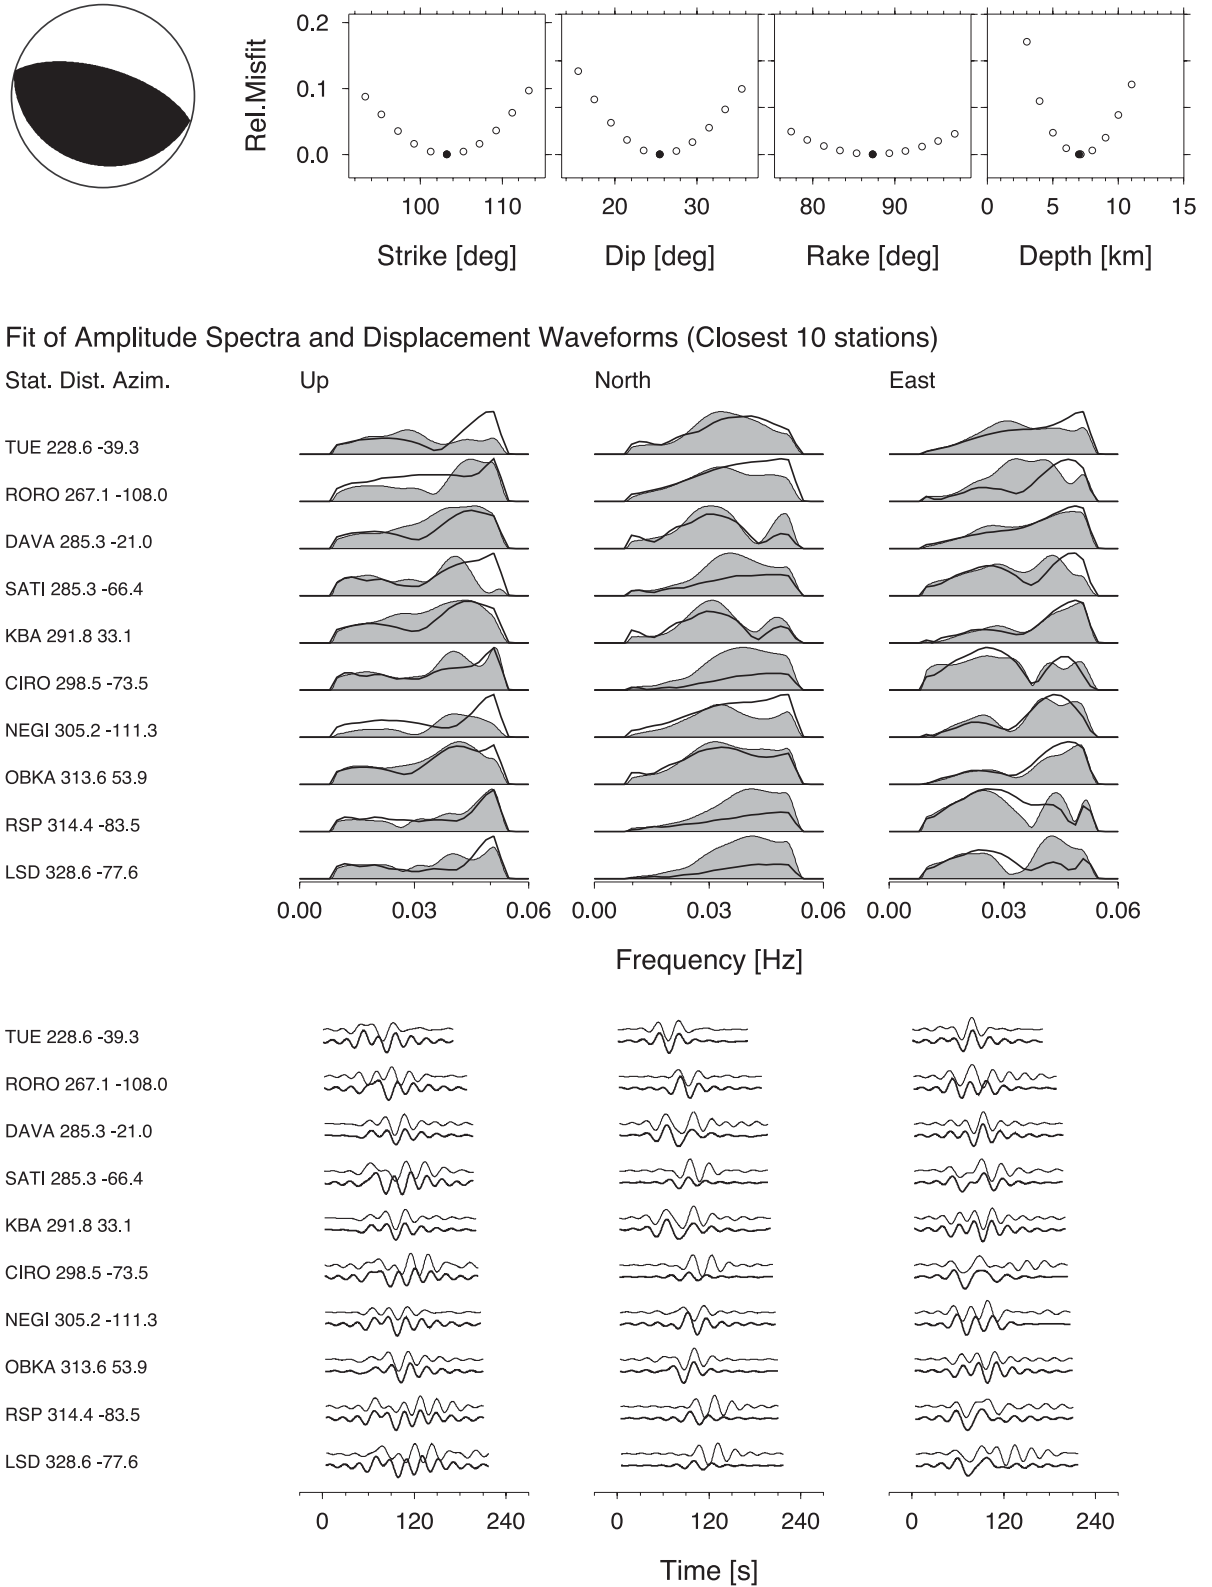 Rel.Misfit
0.2
0.1
0.0
100 110
20 30
80 90
0 5 10 15
Strike [deg]
Dip [deg]
Rake [deg]
Depth [km]
Fit of Amplitude Spectra and Displacement Waveforms (Closest 10 stations)
Stat. Dist. Azim.
Up
North
East
TUE 228.6 -39.3
RORO 267.1 -108.0
DAVA 285.3 -21.0
SATI 285.3 -66.4
KBA 291.8 33.1
CIRO 298.5 -73.5
NEGI 305.2 -111.3
OBKA 313.6 53.9
RSP 314.4 -83.5
LSD 328.6 -77.6
0.00 0.03 0.06
0.00 0.03 0.06
0.00 0.03 0.06
Frequency [Hz]
TUE 228.6 -39.3
RORO 267.1 -108.0
DAVA 285.3 -21.0
SATI 285.3 -66.4
KBA 291.8 33.1
CIRO 298.5 -73.5
NEGI 305.2 -111.3
OBKA 313.6 53.9
RSP 314.4 -83.5
LSD 328.6 -77.6
0 120 240
0 120 240
0 120 240
Time [s]